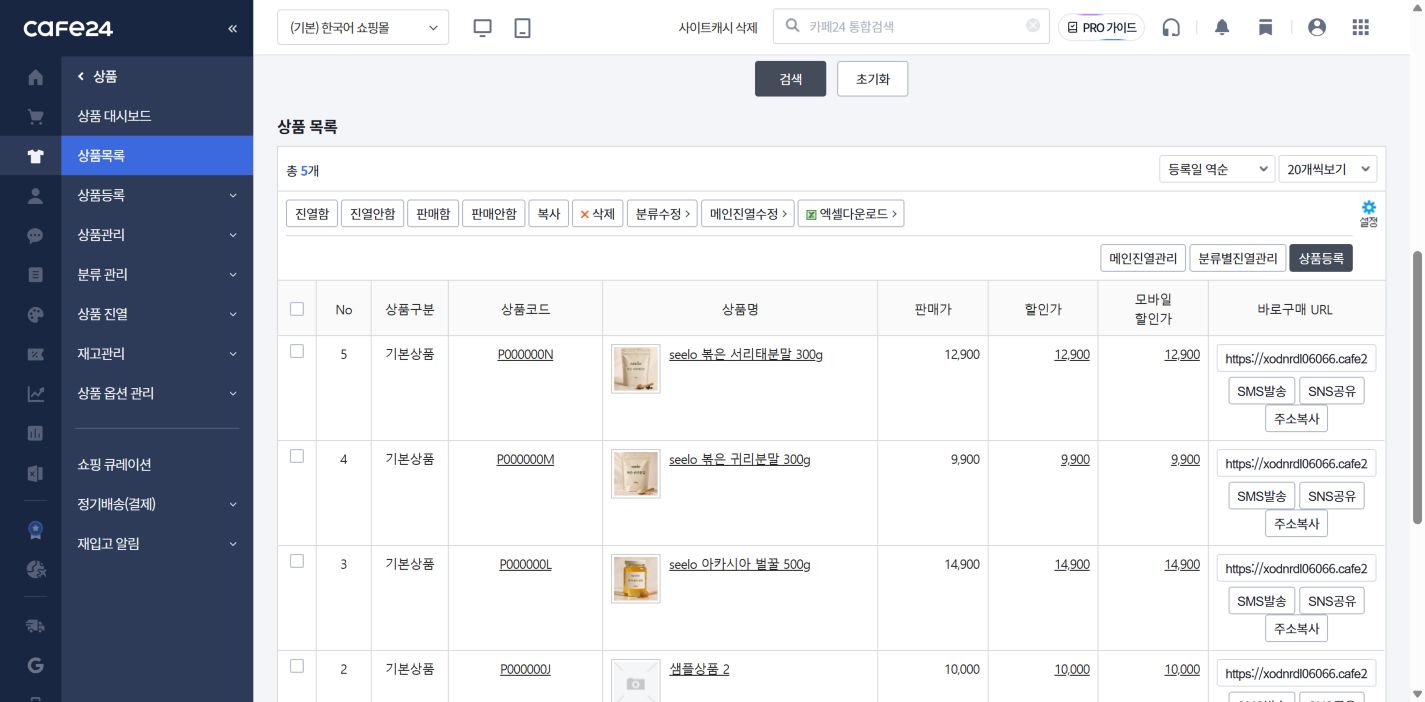 cafe24
«
(기본) 한국어 쇼핑몰
사이트캐시 삭제
카페24 통합검색
PRO 가이드
상품
상품 대시보드
상품목록
상품등록
상품관리
분류 관리
상품 진열
재고관리
상품 옵션 관리
쇼핑 큐레이션
정기배송(결제)
재입고 알림
G
검색
초기화
상품 목록
총 5개
등록일 역순
20개씩보기
진열함
진열안함
판매함
판매안함
복사
삭제
분류수정
메인진열수정
엑셀다운로드
설정
메인진열관리
분류별진열관리
상품등록
No
상품구분
상품코드
상품명
판매가
할인가
모바일
할인가
바로구매 URL
5
기본상품
P000000N
seelo
seelo 볶은 서리태분말 300g
12,900
12,900
12,900
https://xodnrdl06066.cafe2
SMS발송
SNS공유
주소복사
4
기본상품
P000000M
seelo
seelo 볶은 귀리분말 300g
9,900
9,900
9,900
https://xodnrdl06066.cafe2
SMS발송
SNS공유
주소복사
3
기본상품
P000000L
seelo
seelo 아카시아 벌꿀 500g
14,900
14,900
14,900
https://xodnrdl06066.cafe2
SMS발송
SNS공유
주소복사
2
기본상품
P000000J
샘플상품 2
10,000
10,000
10,000
https://xodnrdl06066.cafe2